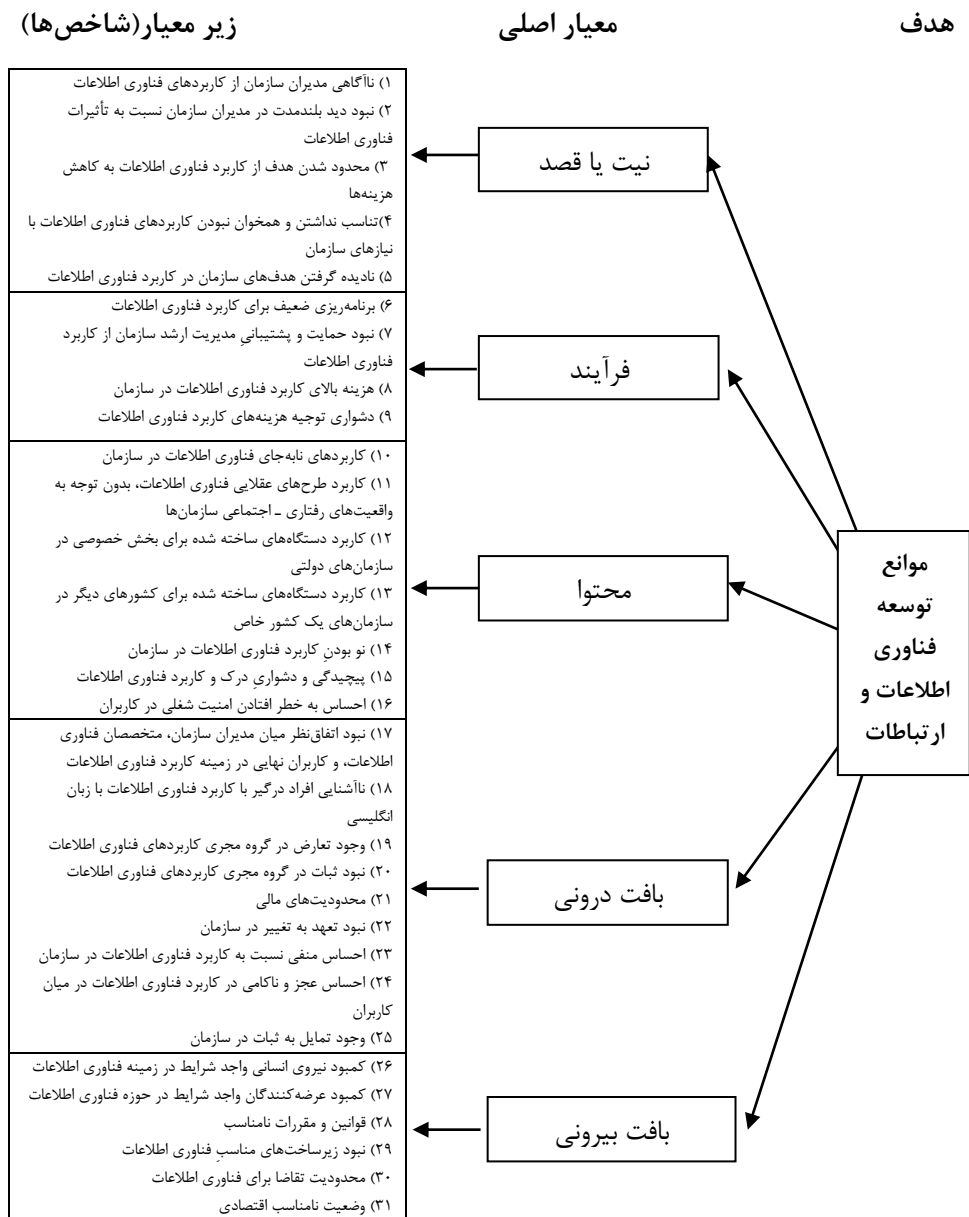 هدف
معیار اصلی
زیر معیار(شاخص‌ها)
موانع
توسعه
فناوری
اطلاعات و
ارتباطات
نیت یا قصد
۱) ناآگاهی مدیران سازمان از کاربردهای فناوری اطلاعات
۲) نبود دید بلندمدت در مدیران سازمان نسبت به تأثیرات
فناوری اطلاعات
۳) محدود شدن هدف از کاربرد فناوری اطلاعات به کاهش
هزینه‌ها
۴)تناسب نداشتن و همخوان نبودن کاربردهای فناوری اطلاعات با
نیازهای سازمان
۵) نادیده گرفتن هدف‌های سازمان در کاربرد فناوری اطلاعات
فرآیند
۶) برنامه‌ریزی ضعیف برای کاربرد فناوری اطلاعات
۷) نبود حمایت و پشتیبانیِ مدیریت ارشد سازمان از کاربرد
فناوری اطلاعات
۸) هزینه بالای کاربرد فناوری اطلاعات در سازمان
۹) دشواری توجیه هزینه‌های کاربرد فناوری اطلاعات
محتوا
۱۰) کاربردهای نابه‌جای فناوری اطلاعات در سازمان
۱۱) کاربرد طرح‌های عقلایی فناوری اطلاعات، بدون توجه به
واقعیت‌های رفتاری ـ اجتماعی سازمان‌ها
۱۲) کاربرد دستگاه‌های ساخته شده برای بخش خصوصی در
سازمان‌های دولتی
۱۳) کاربرد دستگاه‌های ساخته شده برای کشورهای دیگر در
سازمان‌های یک کشور خاص
۱۴) نو بودنِ کاربرد فناوری اطلاعات در سازمان
۱۵) پیچیدگی و دشواریِ درک و کاربرد فناوری اطلاعات
۱۶) احساس به خطر افتادن امنیت شغلی در کاربران
بافت درونی
۱۷) نبود اتفاق‌نظر میان مدیران سازمان، متخصصان فناوری
اطلاعات، و کاربران نهایی در زمینه کاربرد فناوری اطلاعات
۱۸) ناآشنایی افراد درگیر با کاربرد فناوری اطلاعات با زبان
انگلیسی
۱۹) وجود تعارض در گروه مجری کاربردهای فناوری اطلاعات
۲۰) نبود ثبات در گروه مجری کاربردهای فناوری اطلاعات
۲۱) محدودیت‌های مالی
۲۲) نبود تعهد به تغییر در سازمان
۲۳) احساس منفی نسبت به کاربرد فناوری اطلاعات در سازمان
۲۴) احساس عجز و ناکامی در کاربرد فناوری اطلاعات در میان
کاربران
۲۵) وجود تمایل به ثبات در سازمان
بافت بیرونی
۲۶) کمبود نیروی انسانی واجد شرایط در زمینه فناوری اطلاعات
۲۷) کمبود عرضه‌کنندگان واجد شرایط در حوزه فناوری اطلاعات
۲۸) قوانین و مقررات نامناسب
۲۹) نبود زیرساخت‌های مناسبِ فناوری اطلاعات
۳۰) محدودیت تقاضا برای فناوری اطلاعات
۳۱) وضعیت نامناسب اقتصادی